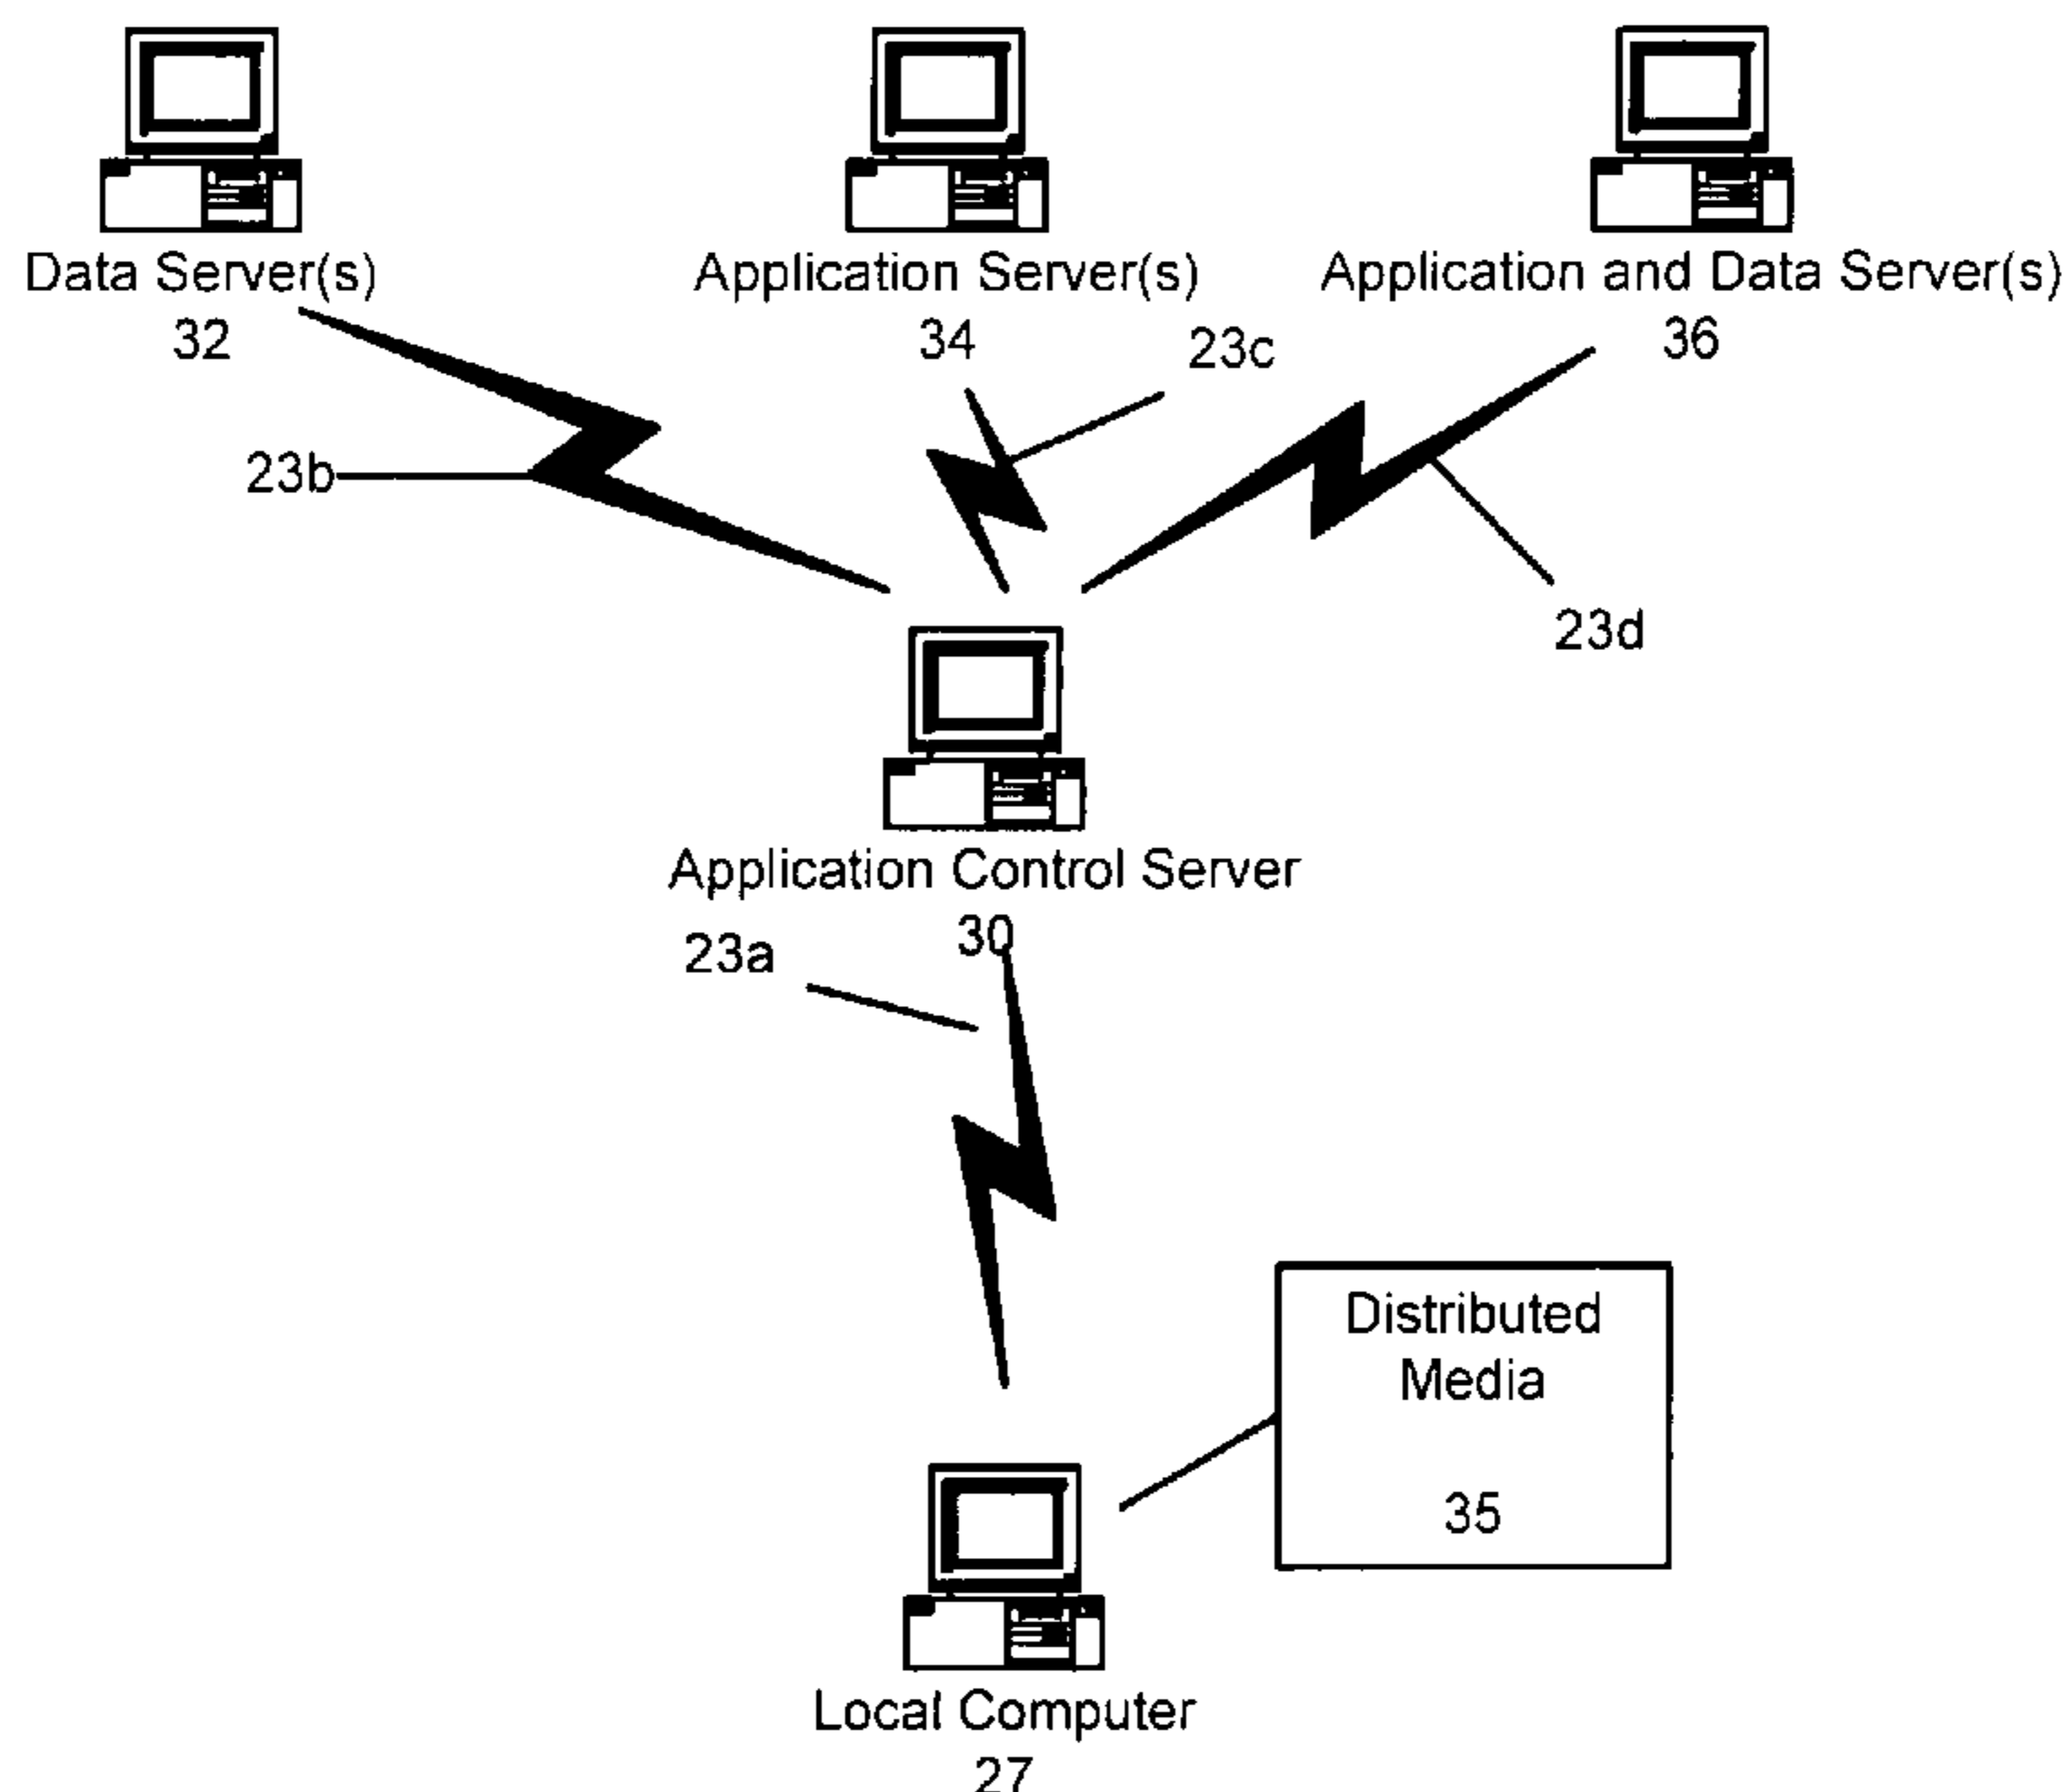 Data Server(s)
32
Application Server(s)
34
Application and Data Server(s)
36
23c
23b
23d
Application Control Server
30
23a
Distributed
Media
35
Local Computer
27